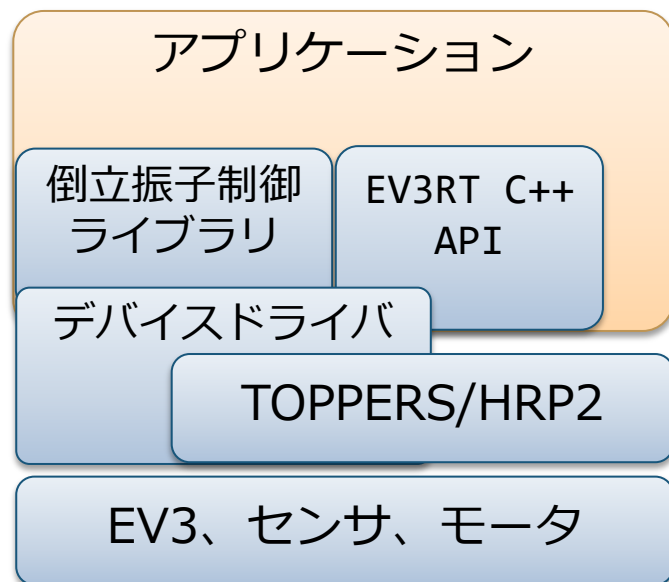 アプリケーション
倒立振子制御
ライブラリ
EV3RT C++
API
デバイスドライバ
TOPPERS/HRP2
EV3、センサ、モータ